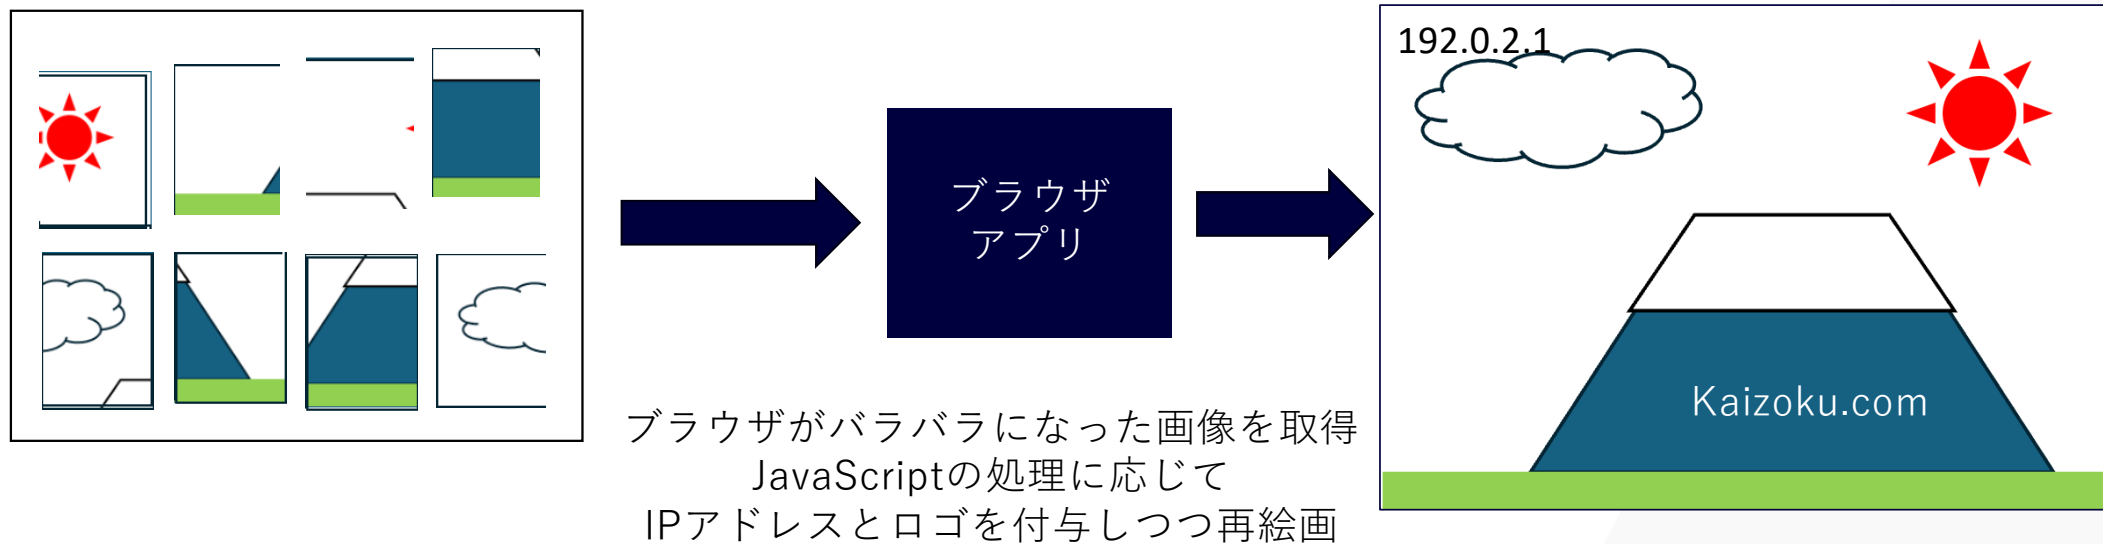 192.0.2.1
ブラウザ
アプリ
Kaizoku.com
ブラウザがバラバラになった画像を取得
JavaScriptの処理に応じて
IPアドレスとロゴを付与しつつ再絵画